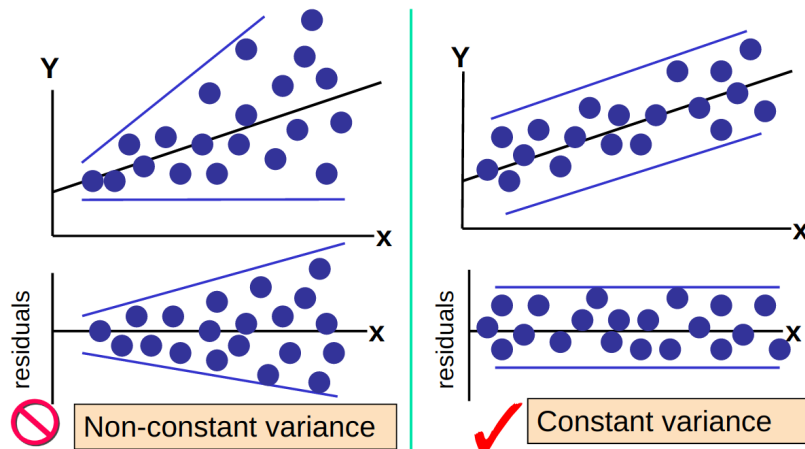 Y
x
residuals
x
Non-constant variance
Y
x
residuals
x
Constant variance